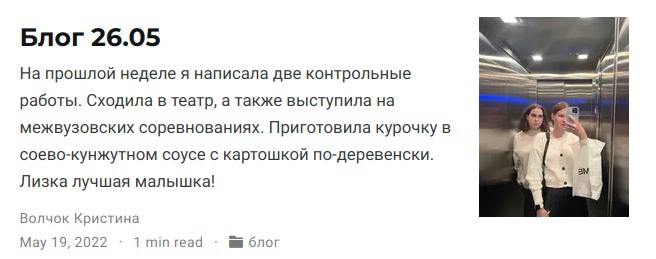 Блог 26.05
На прошлой неделе я написала две контрольные
работы. Сходила в театр, а также выступила на
межвузовских соревнованиях. Приготовила курочку в
соево-кунжутном соусе с картошкой по-деревенски.
Лизка лучшая малышка!
Волчок Кристина
May 19, 2022 · 1 min read · блог